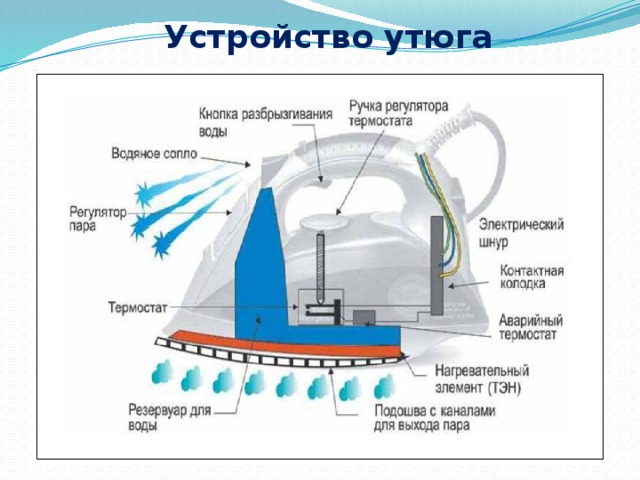 Устройство утюга
Кнопка разбрызгивания
воды
Ручка регулятора
термостата
Водяное сопло
Регулятор
пара
Электрический
шнур
Контактная
колодка
Термостат
Аварийный
термостат
Нагревательный
элемент (ТЭН)
Резервуар для
воды
Подошва с каналами
для выхода пара